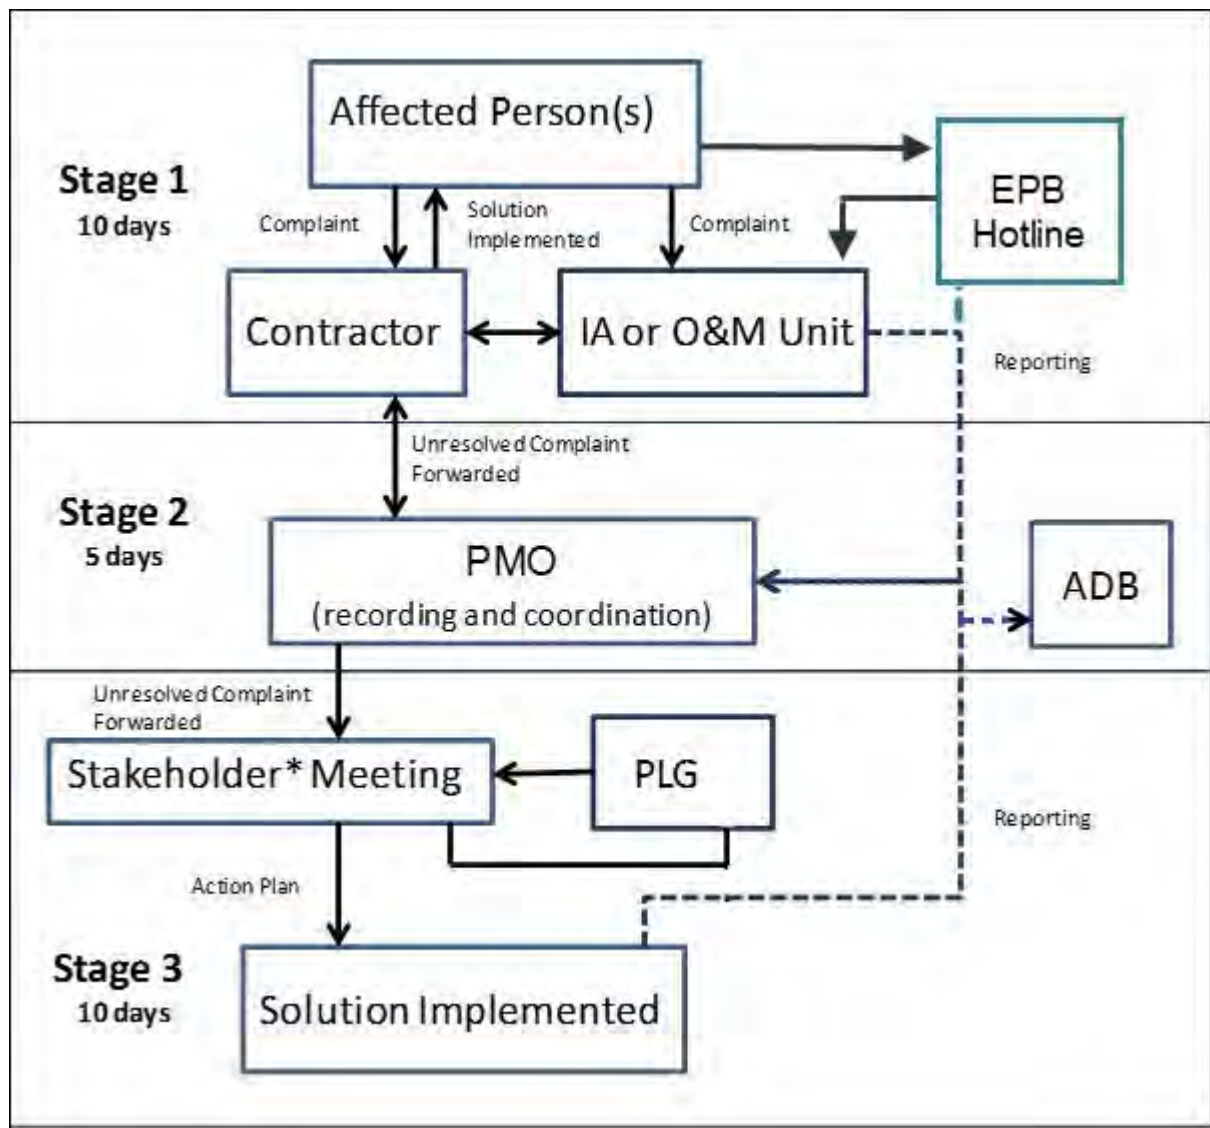 Affected Person(s)
Stage 1
10 days
EPB
Hotline
Complaint
Solution
Implemented
Complaint
Contractor
IA or O&M Unit
Reporting
Unresolved Complaint
Forwarded
Stage 2
5 days
PMO
(recording and coordination)
ADB
Unresolved Complaint
Forwarded
Stakeholder* Meeting
PLG
Reporting
Action Plan
Stage 3
10 days
Solution Implemented